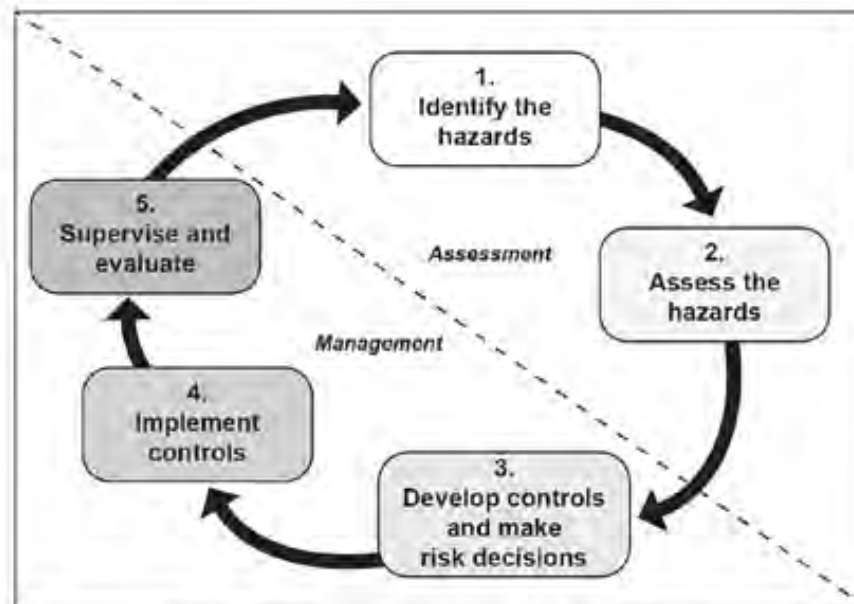 1.
Identify the
hazards
2.
Assess the
hazards
3.
Develop controls
and make
risk decisions
4.
Implement
controls
5.
Supervise and
evaluate
Assessment
Management